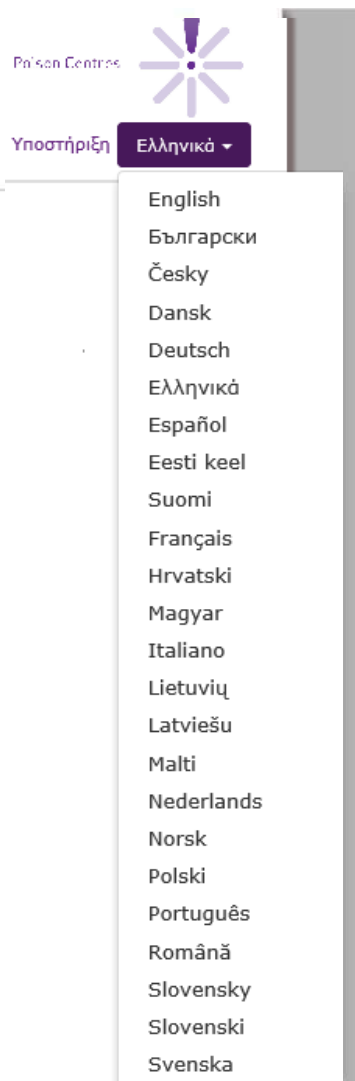 Poison Centres
Υποστήριξη Ελληνικά
English
Български
Česky
Dansk
Deutsch
Ελληνικά
Español
Eesti keel
Suomi
Français
Hrvatski
Magyar
Italiano
Lietuvių
Latviešu
Malti
Nederlands
Norsk
Polski
Português
Română
Slovensky
Slovenski
Svenska